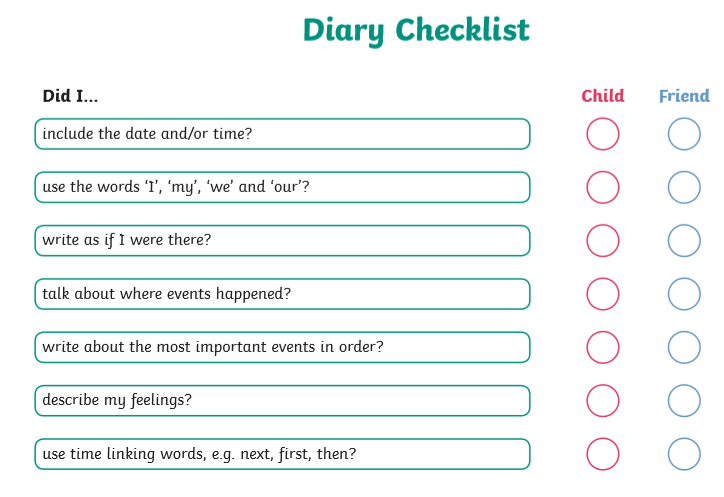 Diary Checklist
Did I... Child Friend
include the date and/or time?
use the words ‘I’, ‘my’, ‘we’ and ‘our’?
write as if I were there?
talk about where events happened?
write about the most important events in order?
describe my feelings?
use time linking words, e.g. next, first, then?